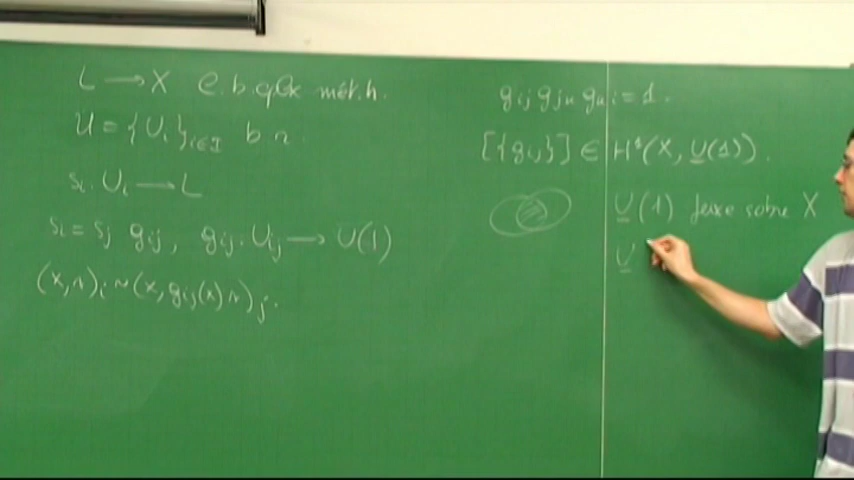 L → X
mét. h.
U = {U_i}_{i∈I} b
s_i : U_i → L
s_i = s_j g_ij , g_ij : U_ij → U(1)
(x,
)_i ~ (x, g_ij(x)
)_j .
g_ij g_jk g_ki = 1 .
[{g_ij}] ∈ H¹(X, U(1)) .
U(1) feixe sobre X
U